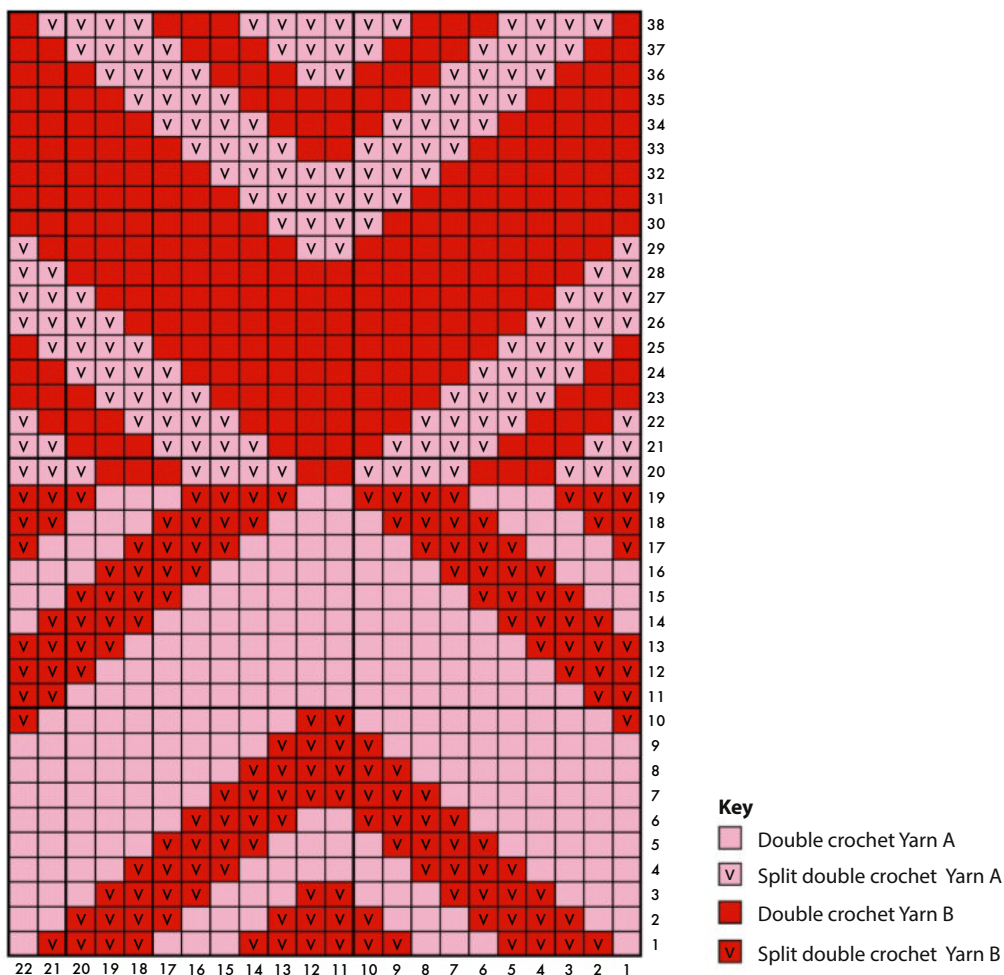 V V V V V V V V V V V V V V 38
V V V V V V V V V V V V 37
V V V V V V V V V V 36
V V V V V V V V 35
V V V V V V V V 34
V V V V V V V V 33
V V V V V V V V 32
V V V V V V 31
V V V V 30
V V V V 29
V V V V 28
V V V V V V 27
V V V V V V V V 26
V V V V V V V V 25
V V V V V V V V 24
V V V V V V V V 23
V V V V V V V V V V 22
V V V V V V V V V V V V 21
V V V V V V V V V V V V V V 20
V V V V V V V V V V V V V V 19
V V V V V V V V V V V V 18
V V V V V V V V V V 17
V V V V V V V V 16
V V V V V V V V 15
V V V V V V V V 14
V V V V V V V V 13
V V V V V V 12
V V V V 11
V V V V 10
V V V V 9
V V V V V V 8
V V V V V V V V 7
V V V V V V V V 6
V V V V V V V V 5
V V V V V V V V 4
V V V V V V V V V V 3
V V V V V V V V V V V V 2
V V V V V V V V V V V V V V 1
22 21 20 19 18 17 16 15 14 13 12 11 10 9 8 7 6 5 4 3 2 1
Key
Double crochet Yarn A
V Split double crochet Yarn A
Double crochet Yarn B
V Split double crochet Yarn B